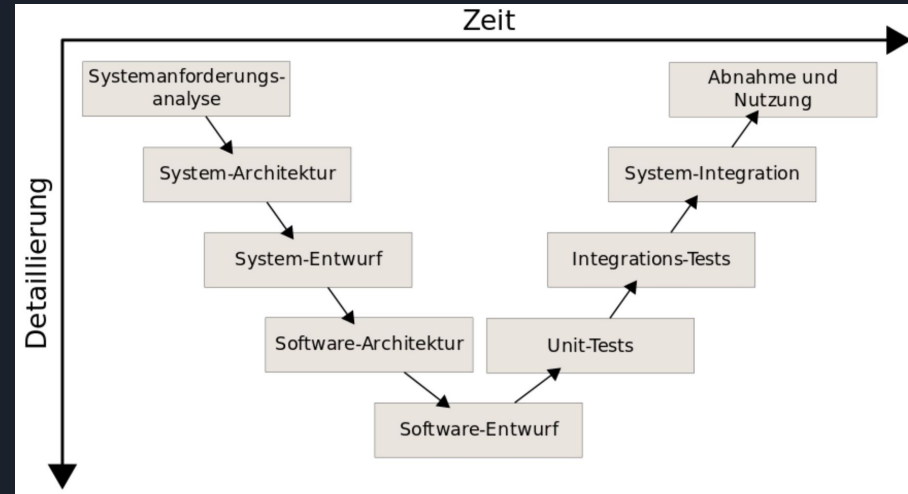 Zeit
Detaillierung
Systemanforderungs-
analyse
Abnahme und
Nutzung
System-Architektur
System-Integration
System-Entwurf
Integrations-Tests
Software-Architektur
Unit-Tests
Software-Entwurf